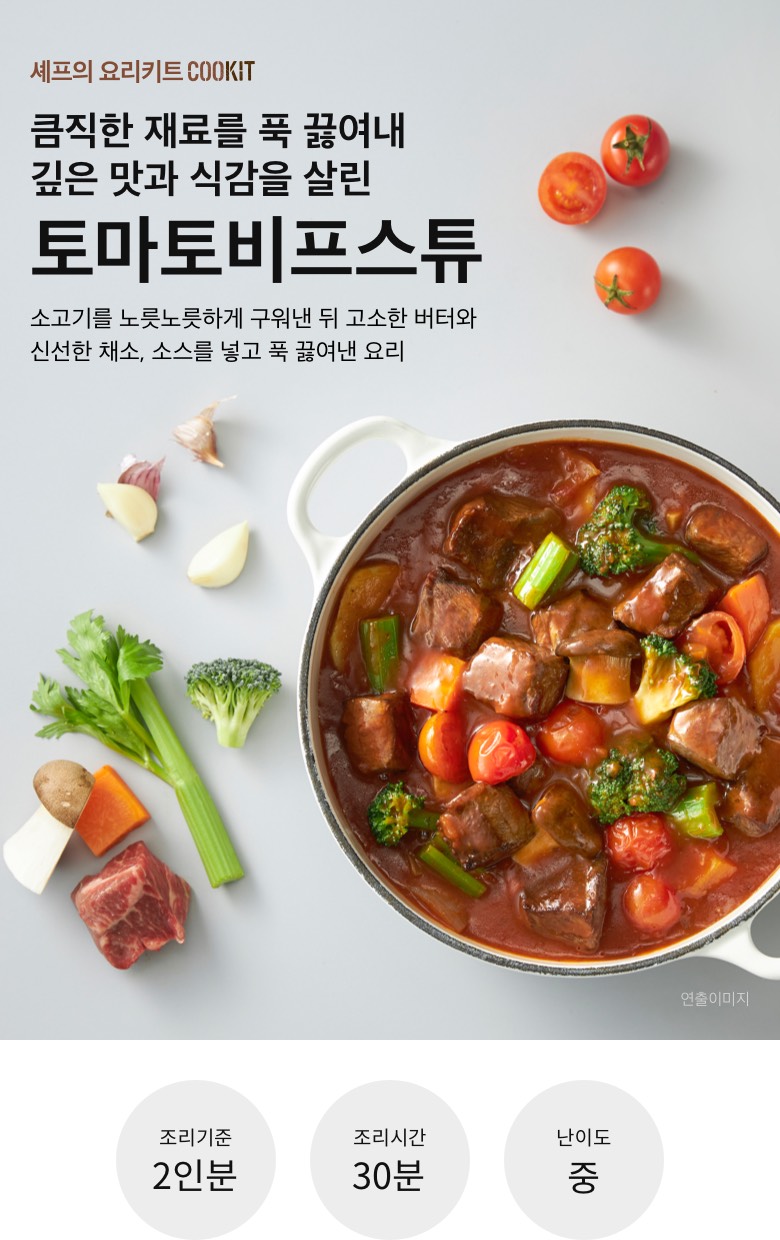 셰프의 요리키트 COOKIT
큼직한 재료를 푹 끓여내
깊은 맛과 식감을 살린
토마토비프스튜
소고기를 노릇노릇하게 구워낸 뒤 고소한 버터와
신선한 채소, 소스를 넣고 푹 끓여낸 요리
연출이미지
조리기준 조리시간 난이도
2인분 30분 중